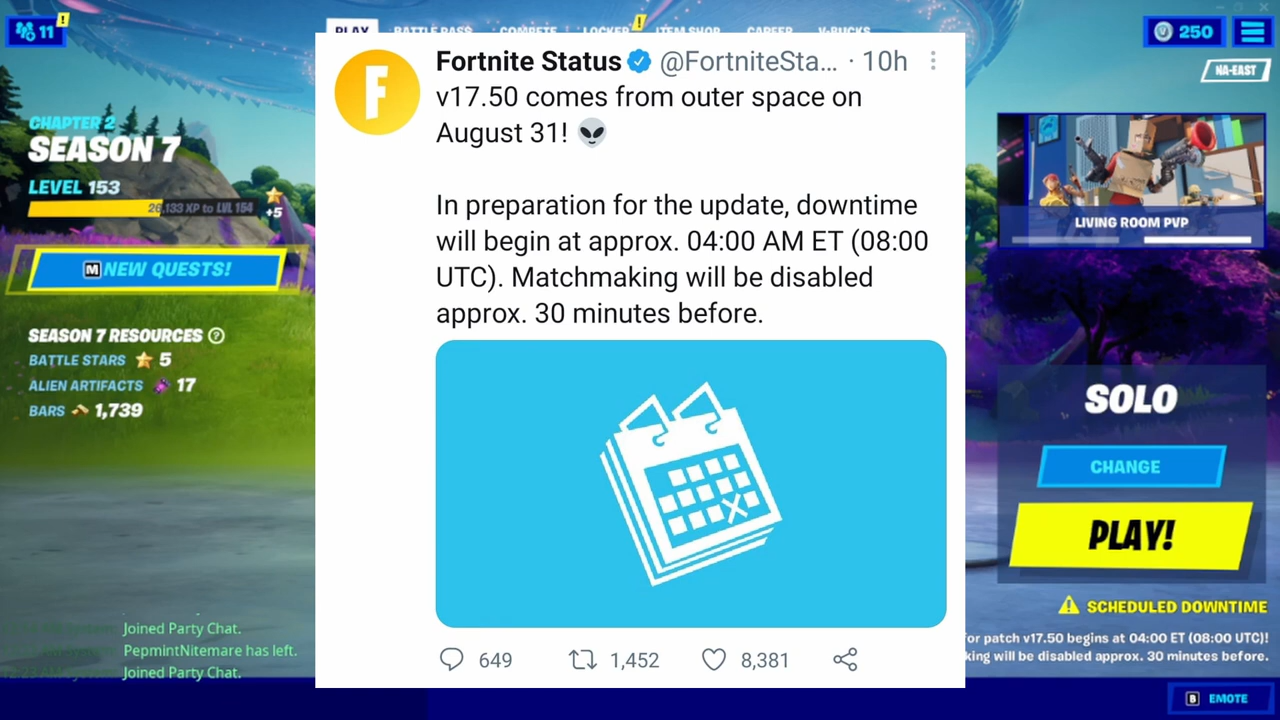 11
!
PLAY BATTLE PASS COMPETE LOCKER ! ITEM SHOP CAREER V-BUCKS
250
NA-EAST
CHAPTER 2
SEASON 7
LEVEL 153
26,133 XP to LVL 154
+5
M NEW QUESTS!
SEASON 7 RESOURCES ?
BATTLE STARS 5
ALIEN ARTIFACTS 17
BARS 1,739
Joined Party Chat.
PepmintNitemare has left.
Joined Party Chat.
F
Fortnite Status @FortniteSta... · 10h
v17.50 comes from outer space on
August 31! 👽
In preparation for the update, downtime
will begin at approx. 04:00 AM ET (08:00
UTC). Matchmaking will be disabled
approx. 30 minutes before.
649 1,452 8,381
LIVING ROOM PVP
SOLO
CHANGE
PLAY!
SCHEDULED DOWNTIME
for patch v17.50 begins at 04:00 ET (08:00 UTC)!
king will be disabled approx. 30 minutes before.
B EMOTE